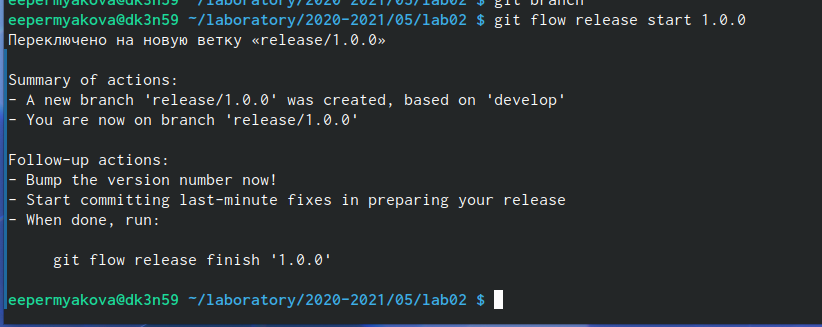 eepermyakova@dk3n59 ~/laboratory/2020-2021/05/lab02 $ git branch
eepermyakova@dk3n59 ~/laboratory/2020-2021/05/lab02 $ git flow release start 1.0.0
Переключено на новую ветку «release/1.0.0»
Summary of actions:
- A new branch 'release/1.0.0' was created, based on 'develop'
- You are now on branch 'release/1.0.0'
Follow-up actions:
- Bump the version number now!
- Start committing last-minute fixes in preparing your release
- When done, run:
git flow release finish '1.0.0'
eepermyakova@dk3n59 ~/laboratory/2020-2021/05/lab02 $